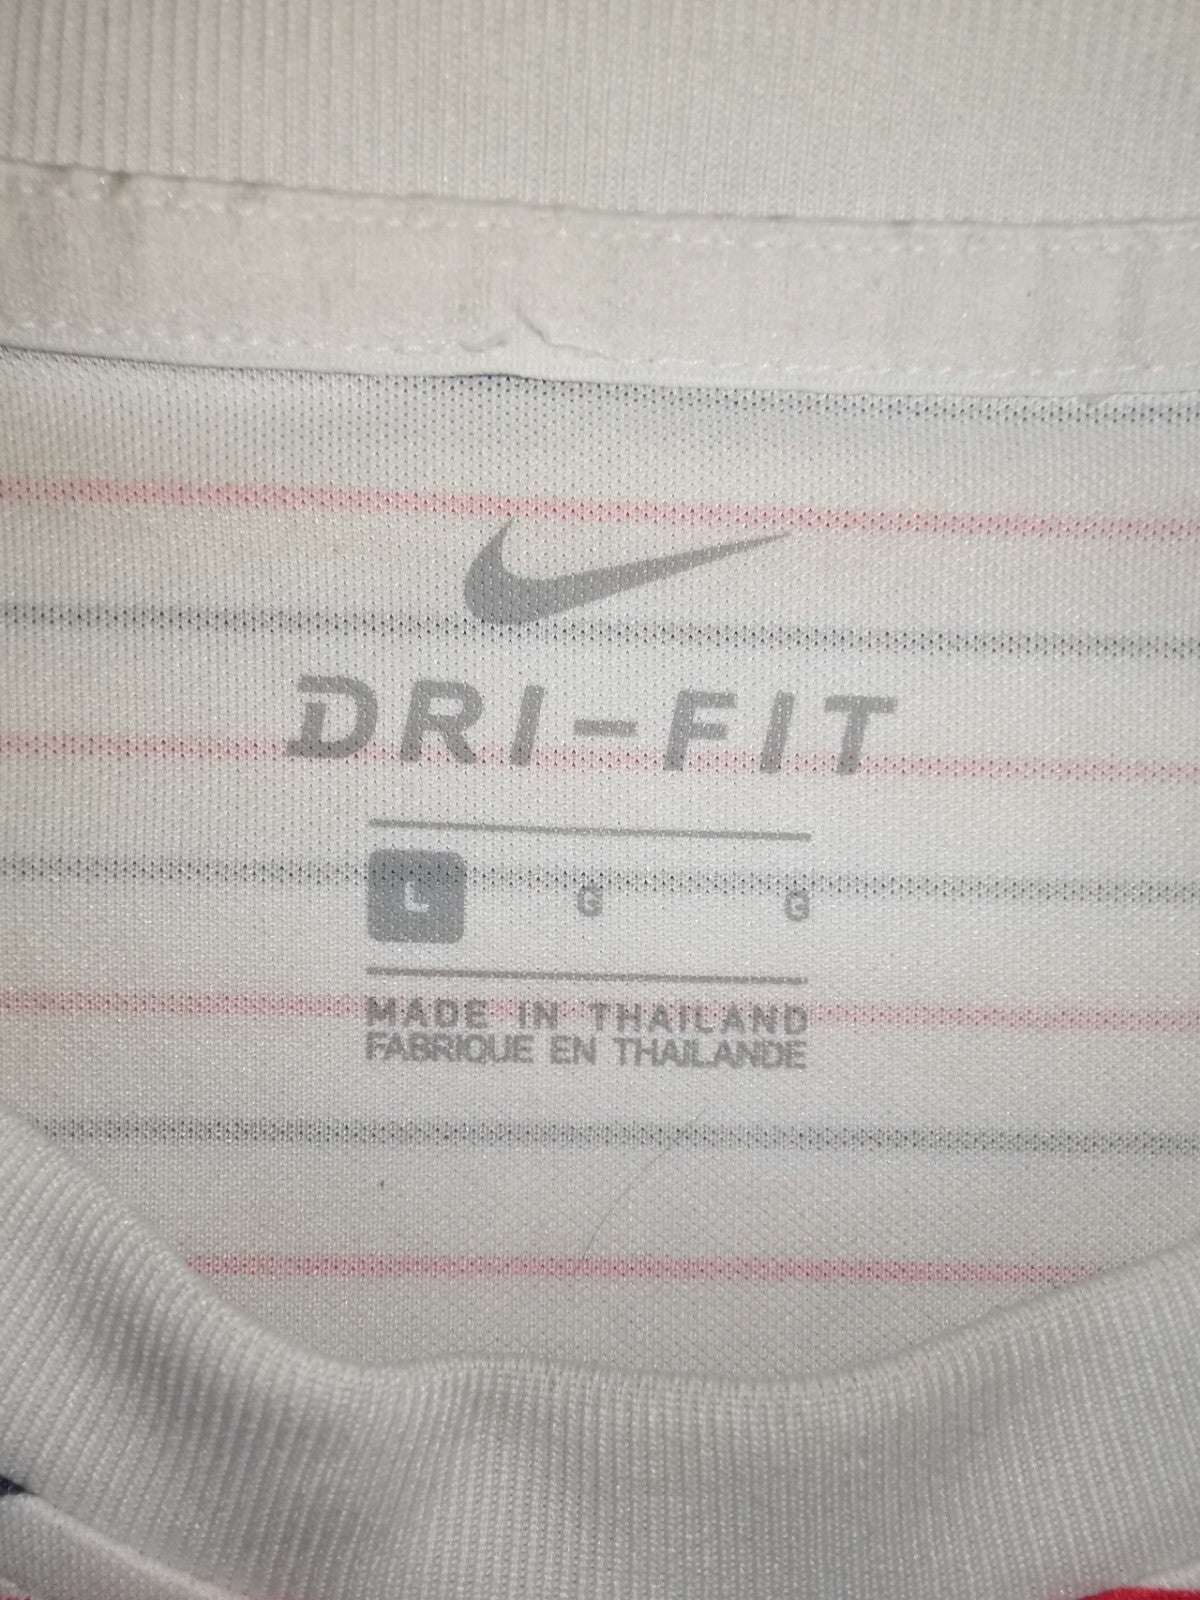 DRI-FIT
L G G
MADE IN THAILAND
FABRIQUE EN THAILANDE